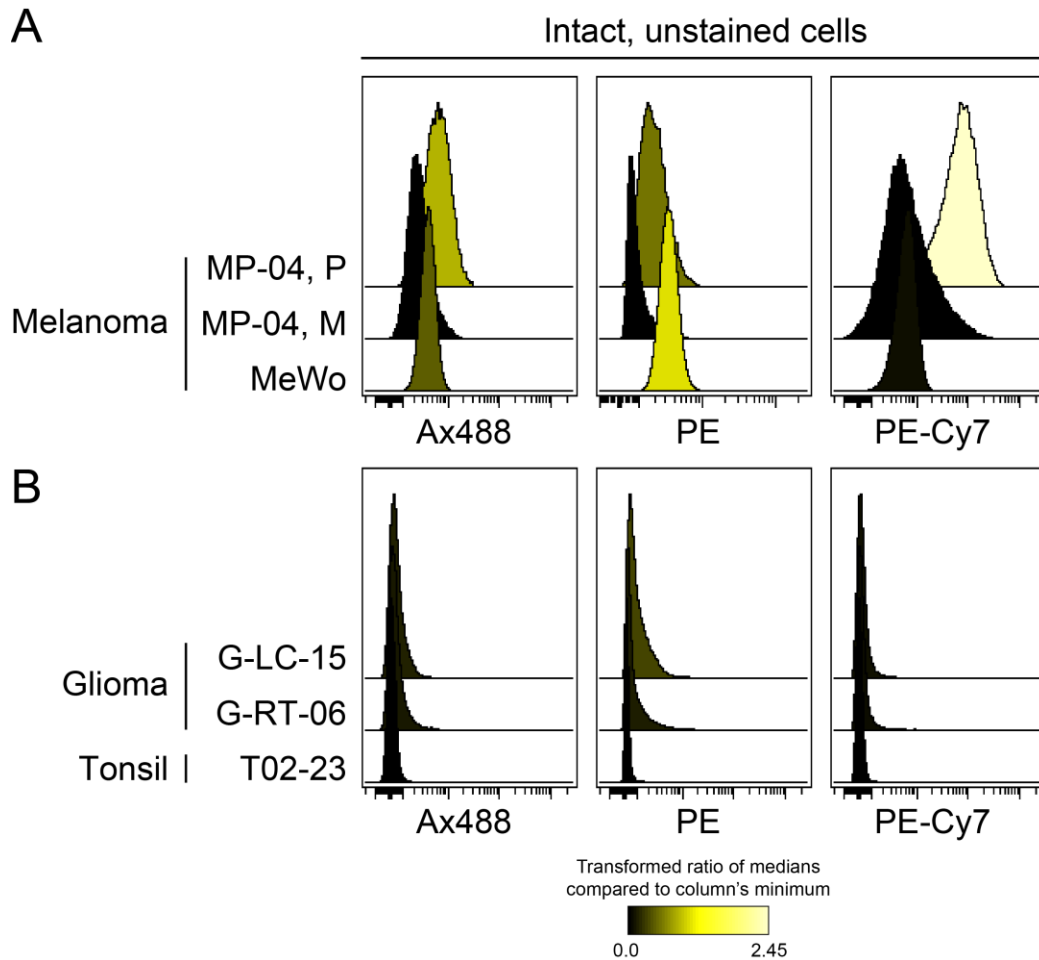 A
Intact, unstained cells
Melanoma
MP-04, P
MP-04, M
MeWo
Ax488
PE
PE-Cy7
B
Glioma
G-LC-15
G-RT-06
Tonsil
T02-23
Ax488
PE
PE-Cy7
Transformed ratio of medians
compared to column's minimum
0.0
2.45